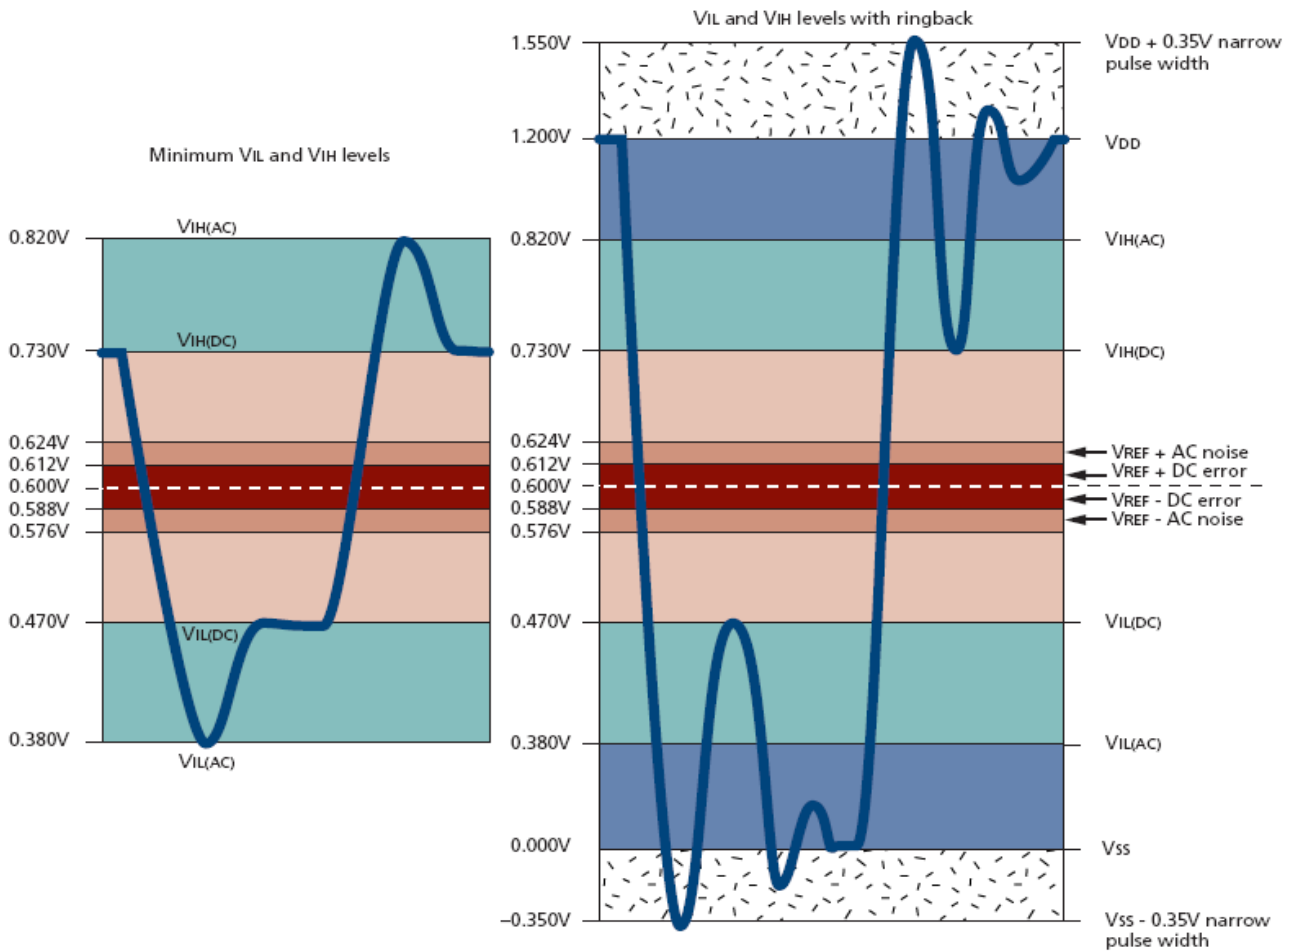 Minimum VIL and VIH levels
0.820V
VIH(AC)
0.730V
VIH(DC)
0.624V
0.612V
0.600V
0.588V
0.576V
0.470V
VIL(DC)
0.380V
VIL(AC)
VIL and VIH levels with ringback
1.550V
VDD + 0.35V narrow
pulse width
1.200V
VDD
0.820V
VIH(AC)
0.730V
VIH(DC)
0.624V
VREF + AC noise
0.612V
VREF + DC error
0.600V
0.588V
VREF - DC error
0.576V
VREF - AC noise
0.470V
VIL(DC)
0.380V
VIL(AC)
0.000V
VSS
–0.350V
VSS - 0.35V narrow
pulse width